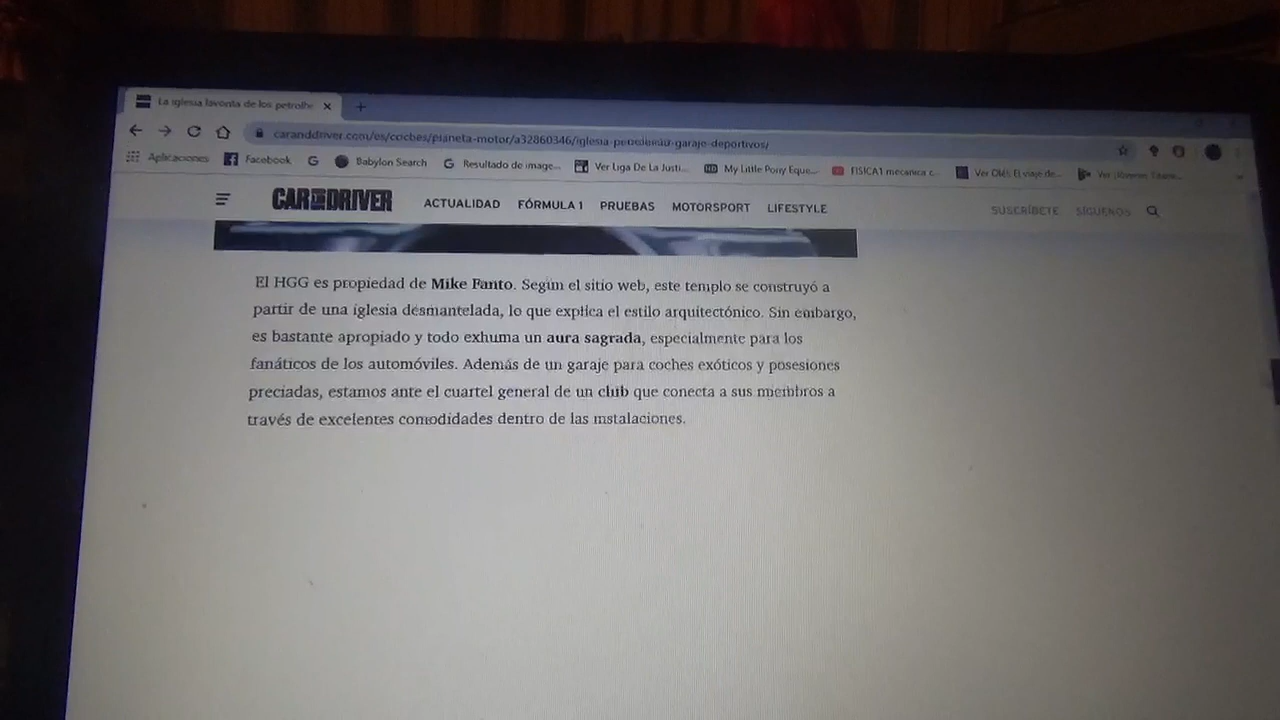 La iglesia favorita de los petrolhe
caranddriver.com/es/coches/planeta-motor/a32860346/iglesia-garaje-deportivos/
Aplicaciones Facebook Babylon Search Resultado de image... Ver Liga De La Justi... My Little Pony Eque... FISICA1 mecanica c... Ver El viaje de... Ver
CAR AND DRIVER ACTUALIDAD FÓRMULA 1 PRUEBAS MOTORSPORT LIFESTYLE SUSCRÍBETE SÍGUENOS
El HGG es propiedad de Mike Fanto. Según el sitio web, este templo se construyó a
partir de una iglesia desmantelada, lo que explica el estilo arquitectónico. Sin embargo,
es bastante apropiado y todo exhuma un aura sagrada, especialmente para los
fanáticos de los automóviles. Además de un garaje para coches exóticos y posesiones
preciadas, estamos ante el cuartel general de un club que conecta a sus miembros a
través de excelentes comodidades dentro de las instalaciones.